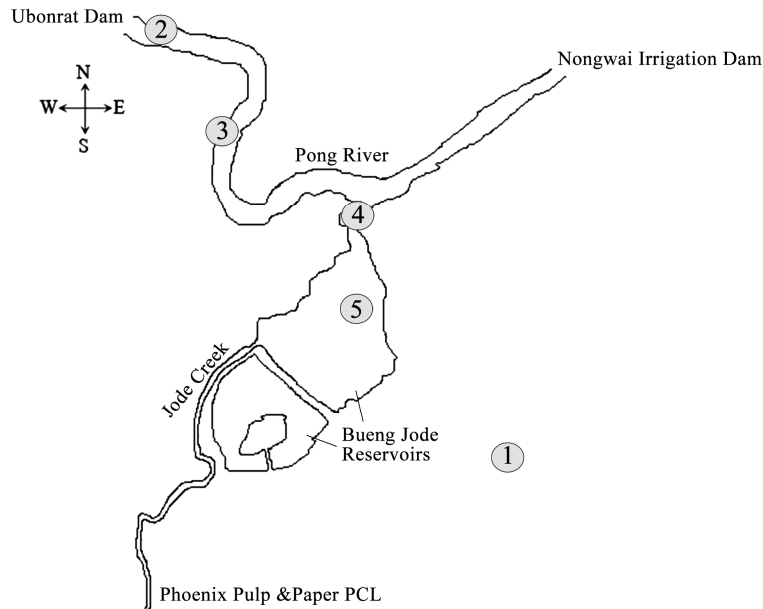 Ubonrat Dam
2
Nongwai Irrigation Dam
N
W
E
S
3
Pong River
4
5
Jode Creek
Bueng Jode
Reservoirs
1
Phoenix Pulp &Paper PCL